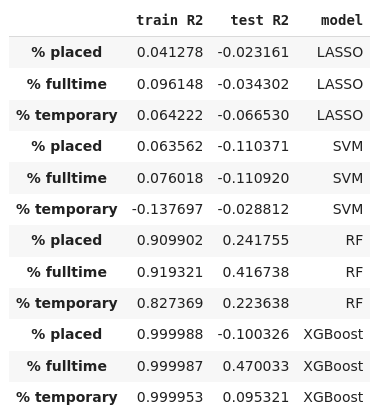 train R2 test R2 model
% placed 0.041278 -0.023161 LASSO
% fulltime 0.096148 -0.034302 LASSO
% temporary 0.064222 -0.066530 LASSO
% placed 0.063562 -0.110371 SVM
% fulltime 0.076018 -0.110920 SVM
% temporary -0.137697 -0.028812 SVM
% placed 0.909902 0.241755 RF
% fulltime 0.919321 0.416738 RF
% temporary 0.827369 0.223638 RF
% placed 0.999988 -0.100326 XGBoost
% fulltime 0.999987 0.470033 XGBoost
% temporary 0.999953 0.095321 XGBoost